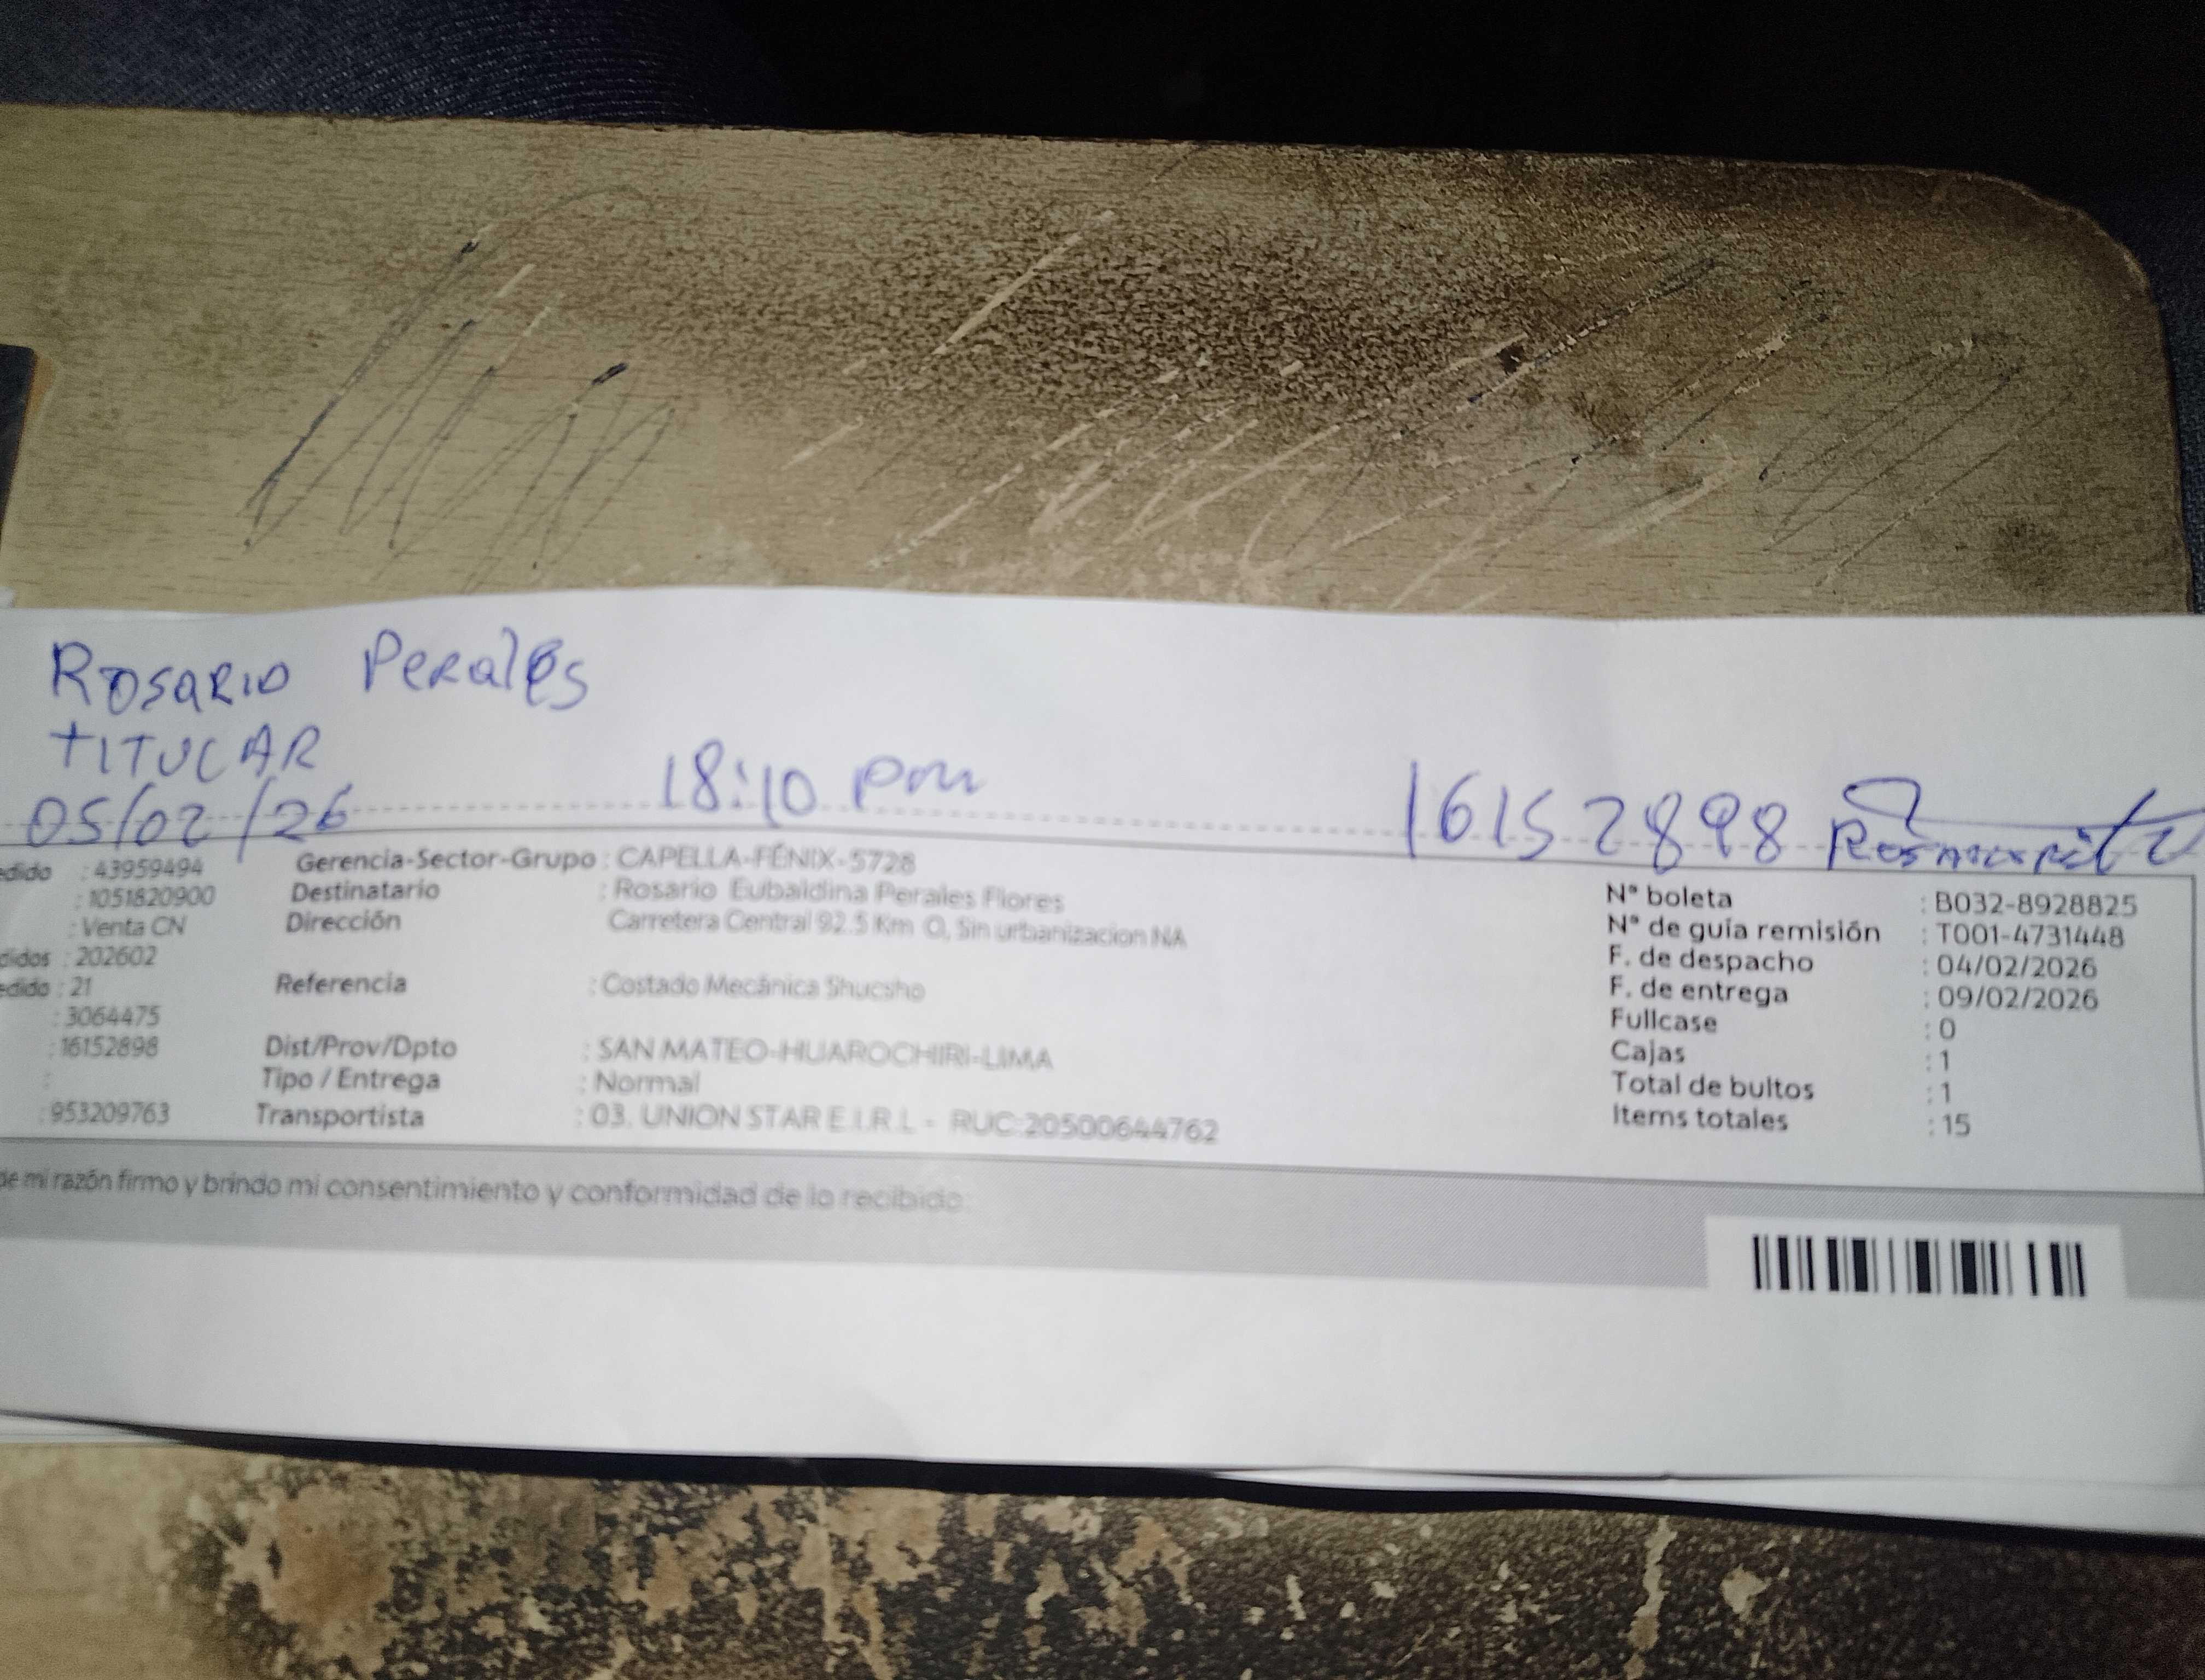 Rosario Perales
TITULAR
05/02/26 18:10 pm 16152898
edido : 43959494 Gerencia-Sector-Grupo : CAPELLA-FÉNIX-5728
: 1051820900 Destinatario : Rosario Eubaldina Perales Flores N° boleta : B032-8928825
: Venta CN Dirección Carretera Central 92.5 Km O, Sin urbanizacion NA N° de guía remisión : T001-4731448
didos : 202602 F. de despacho : 04/02/2026
edido : 21 Referencia : Costado Mecánica Shucsho F. de entrega : 09/02/2026
: 3064475 Fullcase : 0
: 16152898 Dist/Prov/Dpto : SAN MATEO-HUAROCHIRI-LIMA Cajas : 1
: Tipo / Entrega : Normal Total de bultos : 1
: 953209763 Transportista : 03. UNION STAR E.I.R.L - RUC:20500644762 Items totales : 15
de mi razón firmo y brindo mi consentimiento y conformidad de lo recibido: